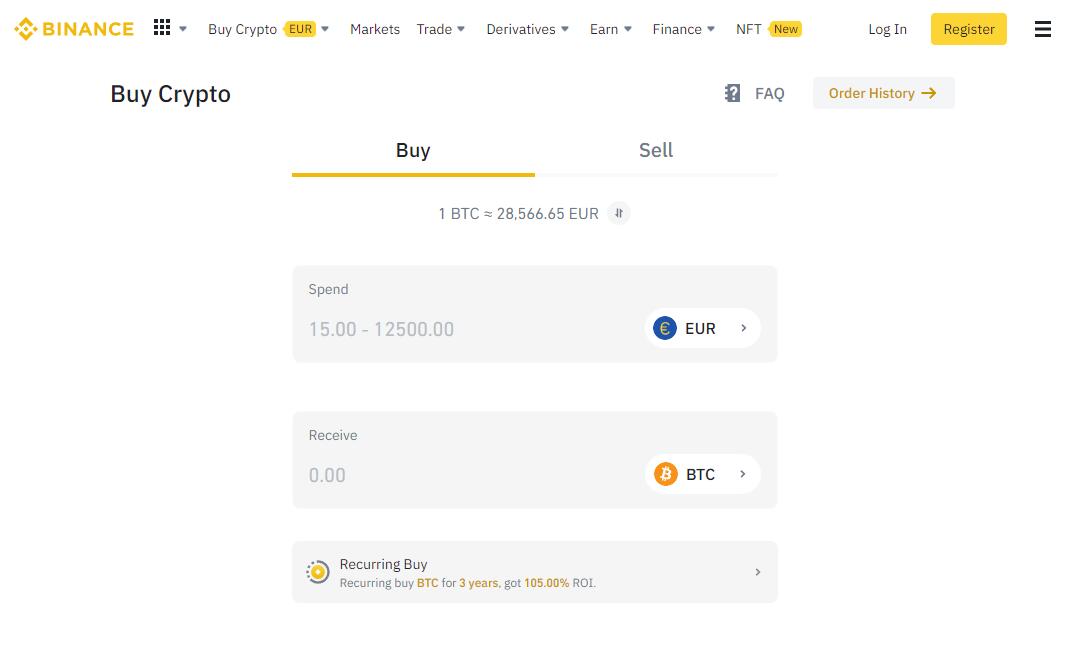 BINANCE
Buy Crypto EUR
Markets
Trade
Derivatives
Earn
Finance
NFT New
Log In
Register
Buy Crypto
FAQ
Order History
Buy
Sell
1 BTC ≈ 28,566.65 EUR
Spend
15.00 - 12500.00
€ EUR
Receive
0.00
BTC
Recurring Buy
Recurring buy BTC for 3 years, got 105.00% ROI.